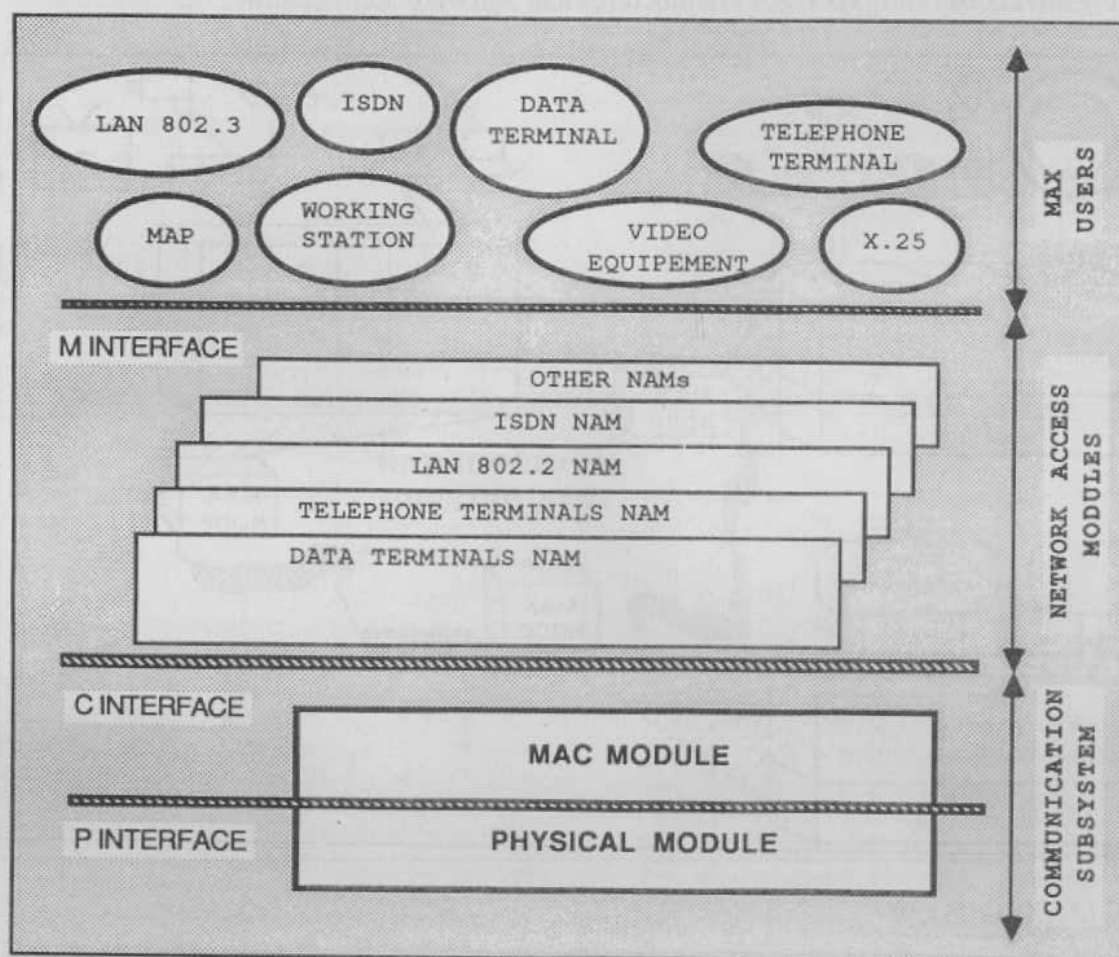 LAN 802.3
ISDN
DATA
TERMINAL
TELEPHONE
TERMINAL
MAP
WORKING
STATION
VIDEO
EQUIPEMENT
X.25
MAX
USERS
M INTERFACE
OTHER NAMs
ISDN NAM
LAN 802.2 NAM
TELEPHONE TERMINALS NAM
DATA TERMINALS NAM
NETWORK ACCESS
MODULES
C INTERFACE
MAC MODULE
P INTERFACE
PHYSICAL MODULE
COMMUNICATION
SUBSYSTEM